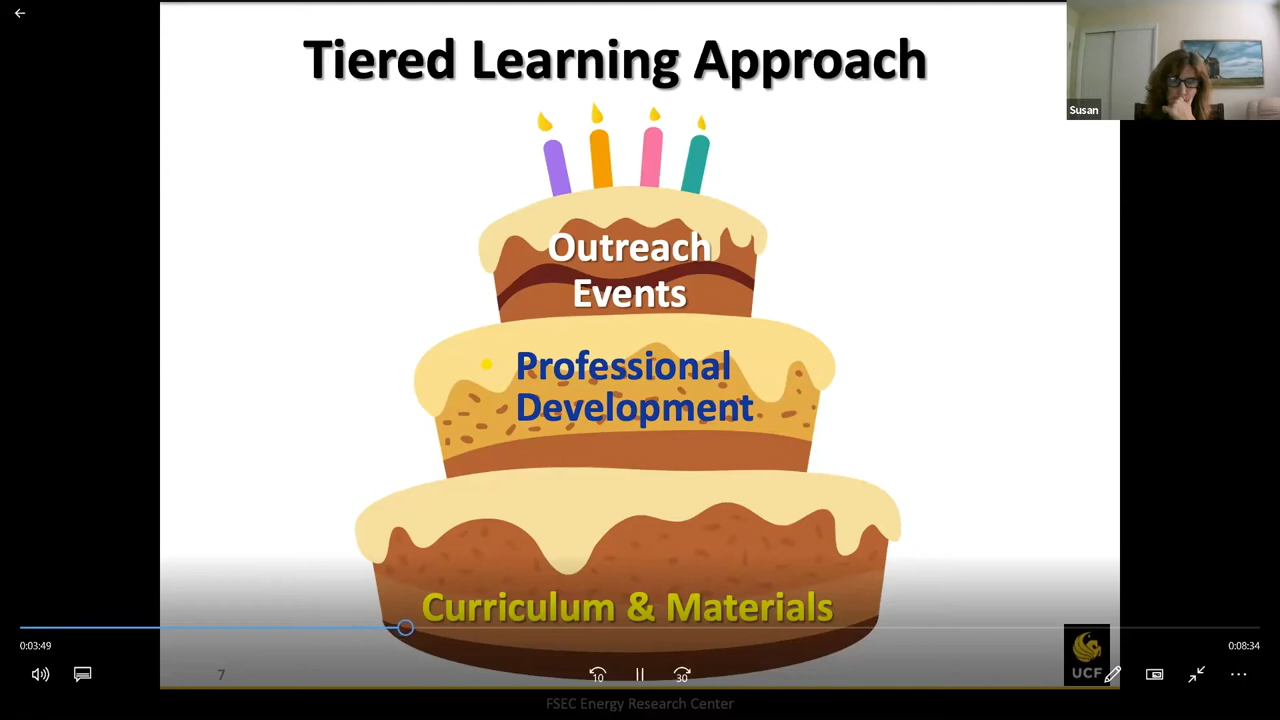 Tiered Learning Approach
Susan
Outreach
Events
• Professional
Development
Curriculum & Materials
0:03:49
0:08:34
10
30
7
UCF
FSEC Energy Research Center